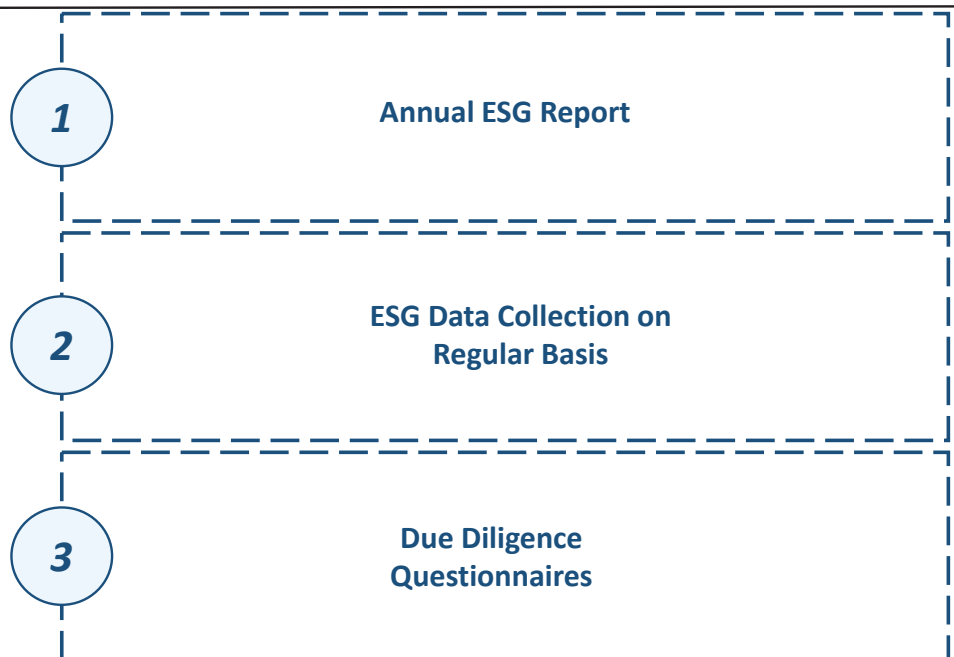 1
Annual ESG Report
2
ESG Data Collection on
Regular Basis
3
Due Diligence
Questionnaires